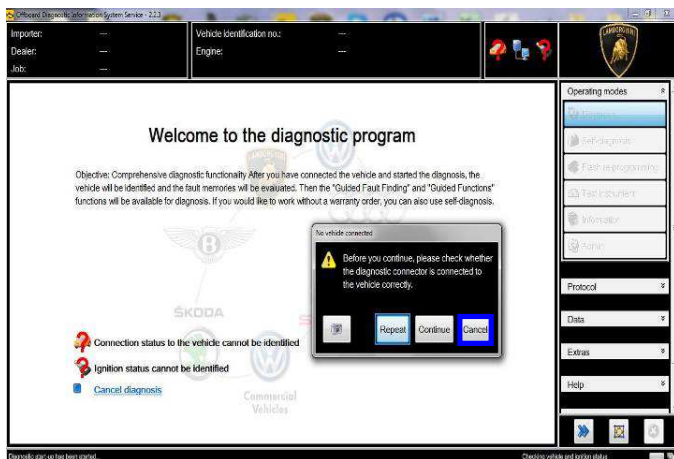 Offboard Diagnostic Information System Service - 2.2.3
Importer: ---
Dealer: ---
Job: ---
Vehicle identification no.: ---
Engine: ---
LAMBORGHINI
Operating modes
Diagnosis
Self-diagnosis
Flash reprogramming
Test instrument
Information
Admin
Protocol
Data
Extras
Help
Welcome to the diagnostic program
Objective: Comprehensive diagnostic functionality After you have connected the vehicle and started the diagnosis, the
vehicle will be identified and the fault memories will be evaluated. Then the "Guided Fault Finding" and "Guided Functions"
functions will be available for diagnosis. If you would like to work without a warranty order, you can also use self-diagnosis.
No vehicle connected
Before you continue, please check whether
the diagnostic connector is connected to
the vehicle correctly.
Repeat Continue Cancel
ŠKODA
S
Connection status to the vehicle cannot be identified
Ignition status cannot be identified
Cancel diagnosis
Commercial
Vehicles
Diagnostic start-up has been started...
Checking vehicle and ignition status